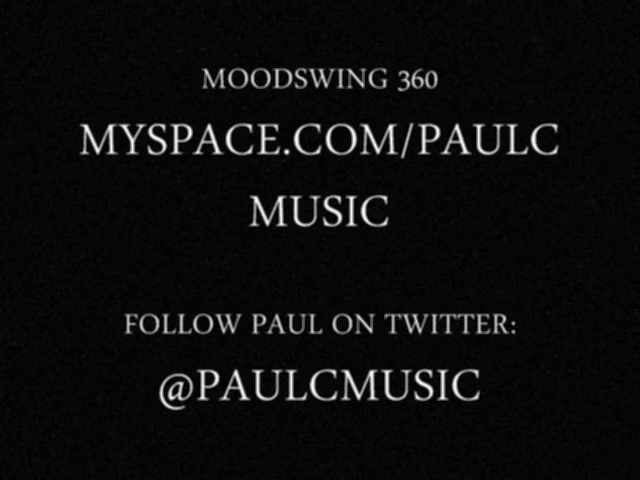 MOODSWING 360
MYSPACE.COM/PAULC
MUSIC
FOLLOW PAUL ON TWITTER:
@PAULCMUSIC